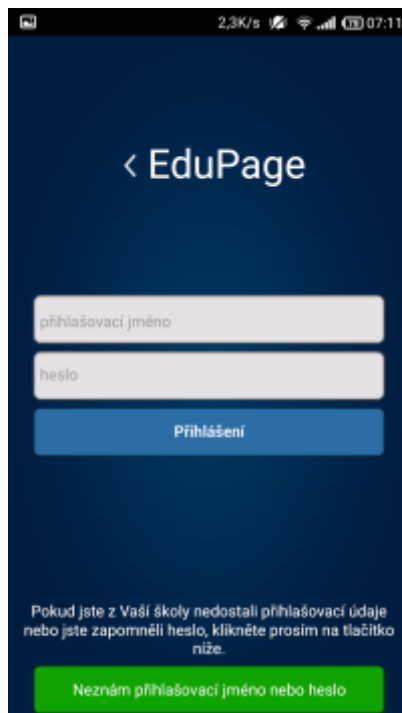 2,3K/s 79 07:11
< EduPage
přihlašovací jméno
heslo
Přihlášení
Pokud jste z Vaší školy nedostali přihlašovací údaje
nebo jste zapomněli heslo, klikněte prosím na tlačítko
níže.
Neznám přihlašovací jméno nebo heslo